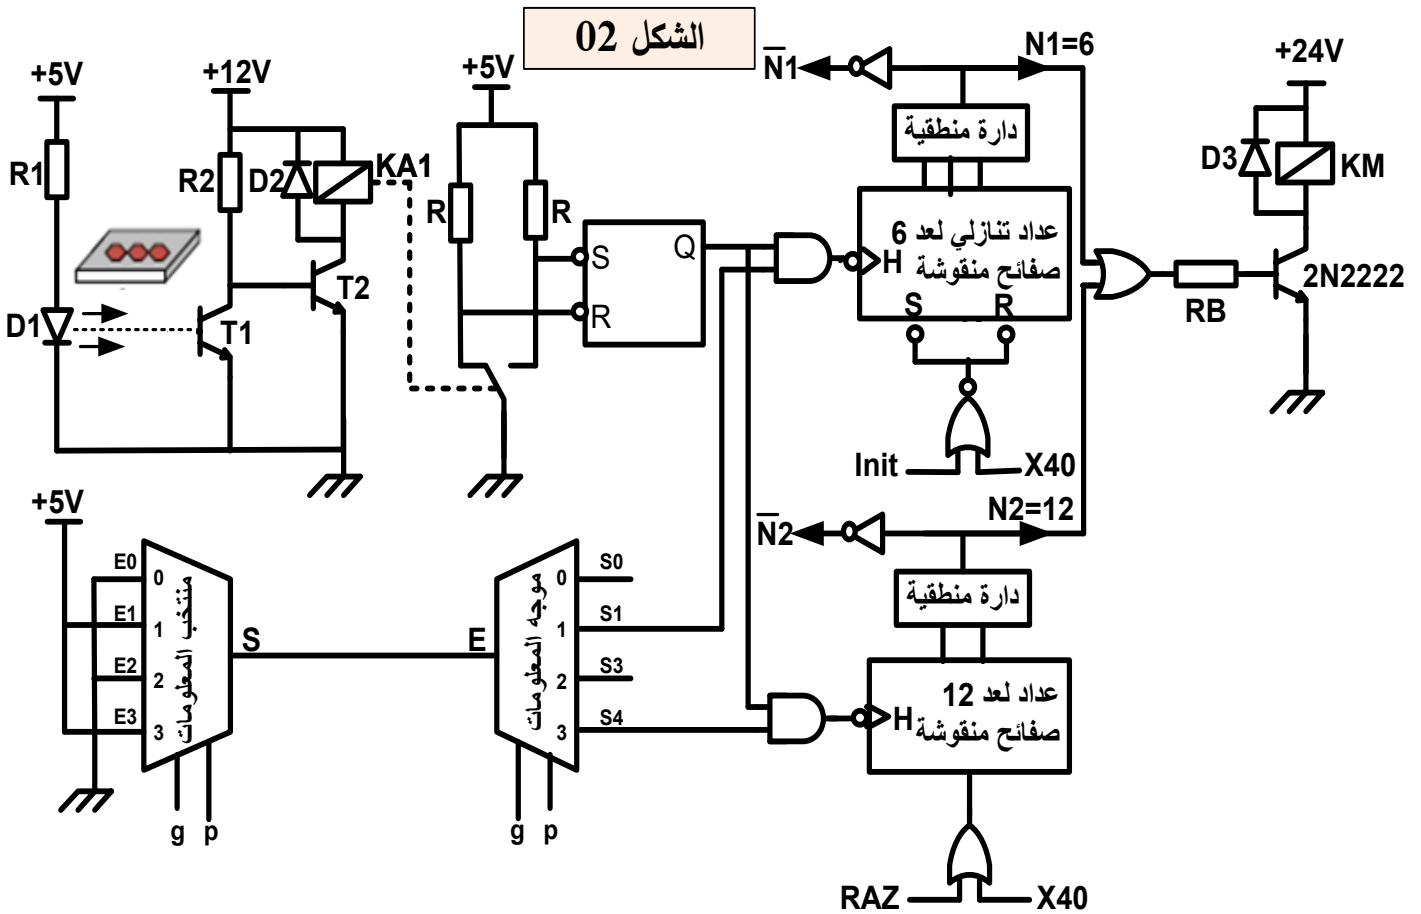 الشكل 02
+5V
R1
D1
+12V
R2
D2
KA1
T1
T2
+5V
R
R
S
R
Q
N̅1
N1=6
دارة منطقية
عداد تنازلي لعد 6
صفائح منقوشة
H
S
R
Init
X40
+24V
D3
KM
2N2222
RB
+5V
E0
E1
E2
E3
0
1
2
3
منتخب المعلومات
g
p
S
E
موجه المعلومات
0
1
2
3
S0
S1
S3
S4
g
p
N̅2
N2=12
دارة منطقية
عداد لعد 12
صفائح منقوشة
H
RAZ
X40